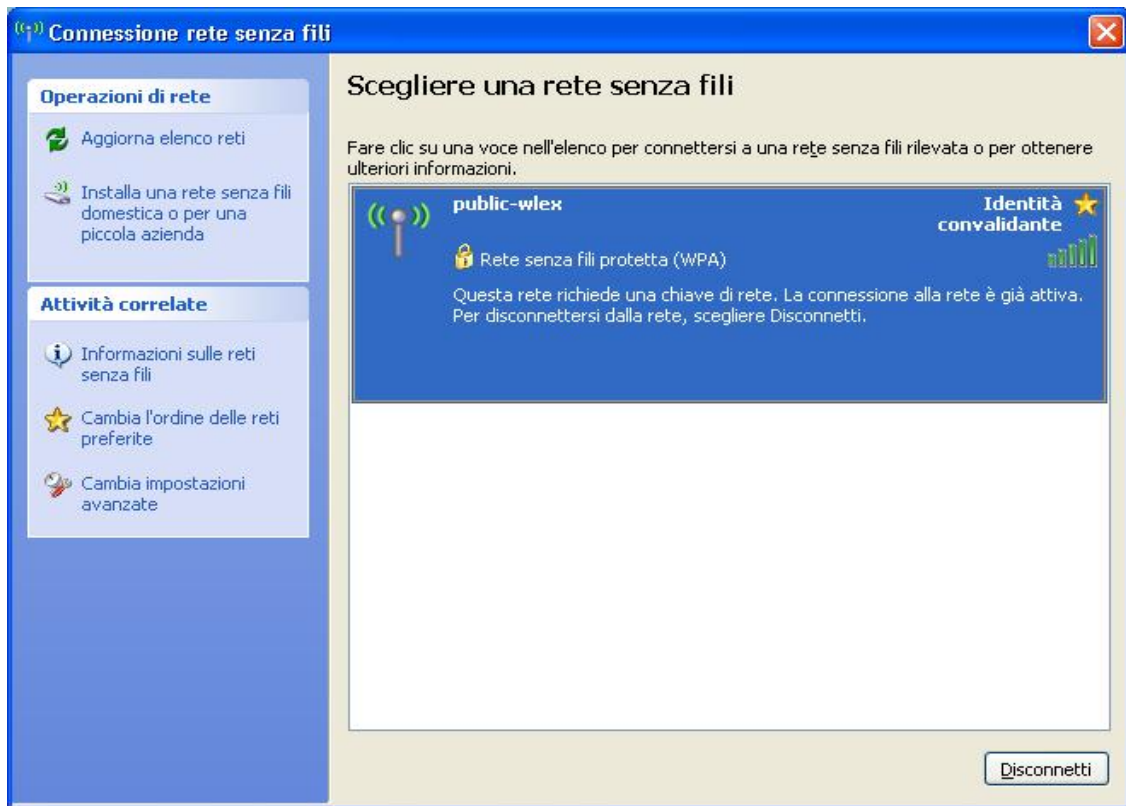 Connessione rete senza fili
Operazioni di rete
Aggiorna elenco reti
Installa una rete senza fili
domestica o per una
piccola azienda
Attività correlate
Informazioni sulle reti
senza fili
Cambia l'ordine delle reti
preferite
Cambia impostazioni
avanzate
Scegliere una rete senza fili
Fare clic su una voce nell'elenco per connettersi a una rete senza fili rilevata o per ottenere
ulteriori informazioni.
public-wlex
Identità
convalidante
Rete senza fili protetta (WPA)
Questa rete richiede una chiave di rete. La connessione alla rete è già attiva.
Per disconnettersi dalla rete, scegliere Disconnetti.
Disconnetti